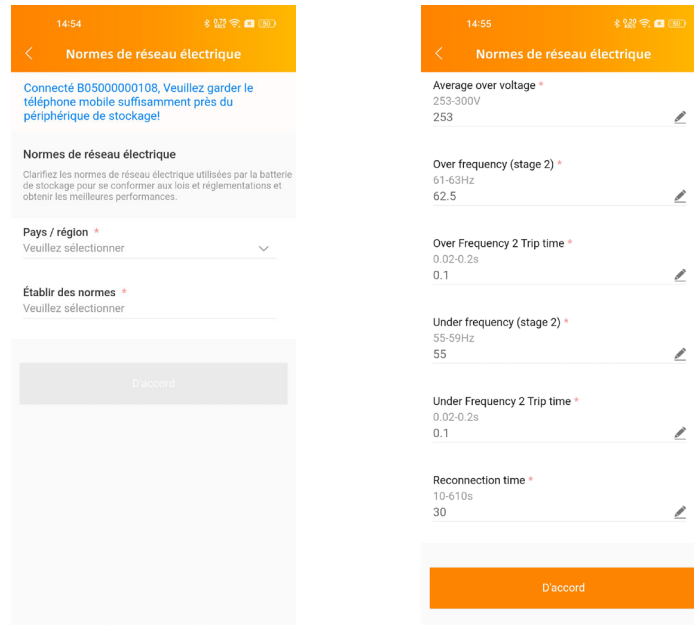 14:54
0.79 KB/S
80
Normes de réseau électrique
Connecté B05000000108, Veuillez garder le
téléphone mobile suffisamment près du
périphérique de stockage!
Normes de réseau électrique
Clarifiez les normes de réseau électrique utilisées par la batterie
de stockage pour se conformer aux lois et réglementations et
obtenir les meilleures performances.
Pays / région *
Veuillez sélectionner
Établir des normes *
Veuillez sélectionner
D'accord
14:55
80
Normes de réseau électrique
Average over voltage *
253-300V
253
Over frequency (stage 2) *
61-63Hz
62.5
Over Frequency 2 Trip time *
0.02-0.2s
0.1
Under frequency (stage 2) *
55-59Hz
55
Under Frequency 2 Trip time *
0.02-0.2s
0.1
Reconnection time *
10-610s
30
D'accord